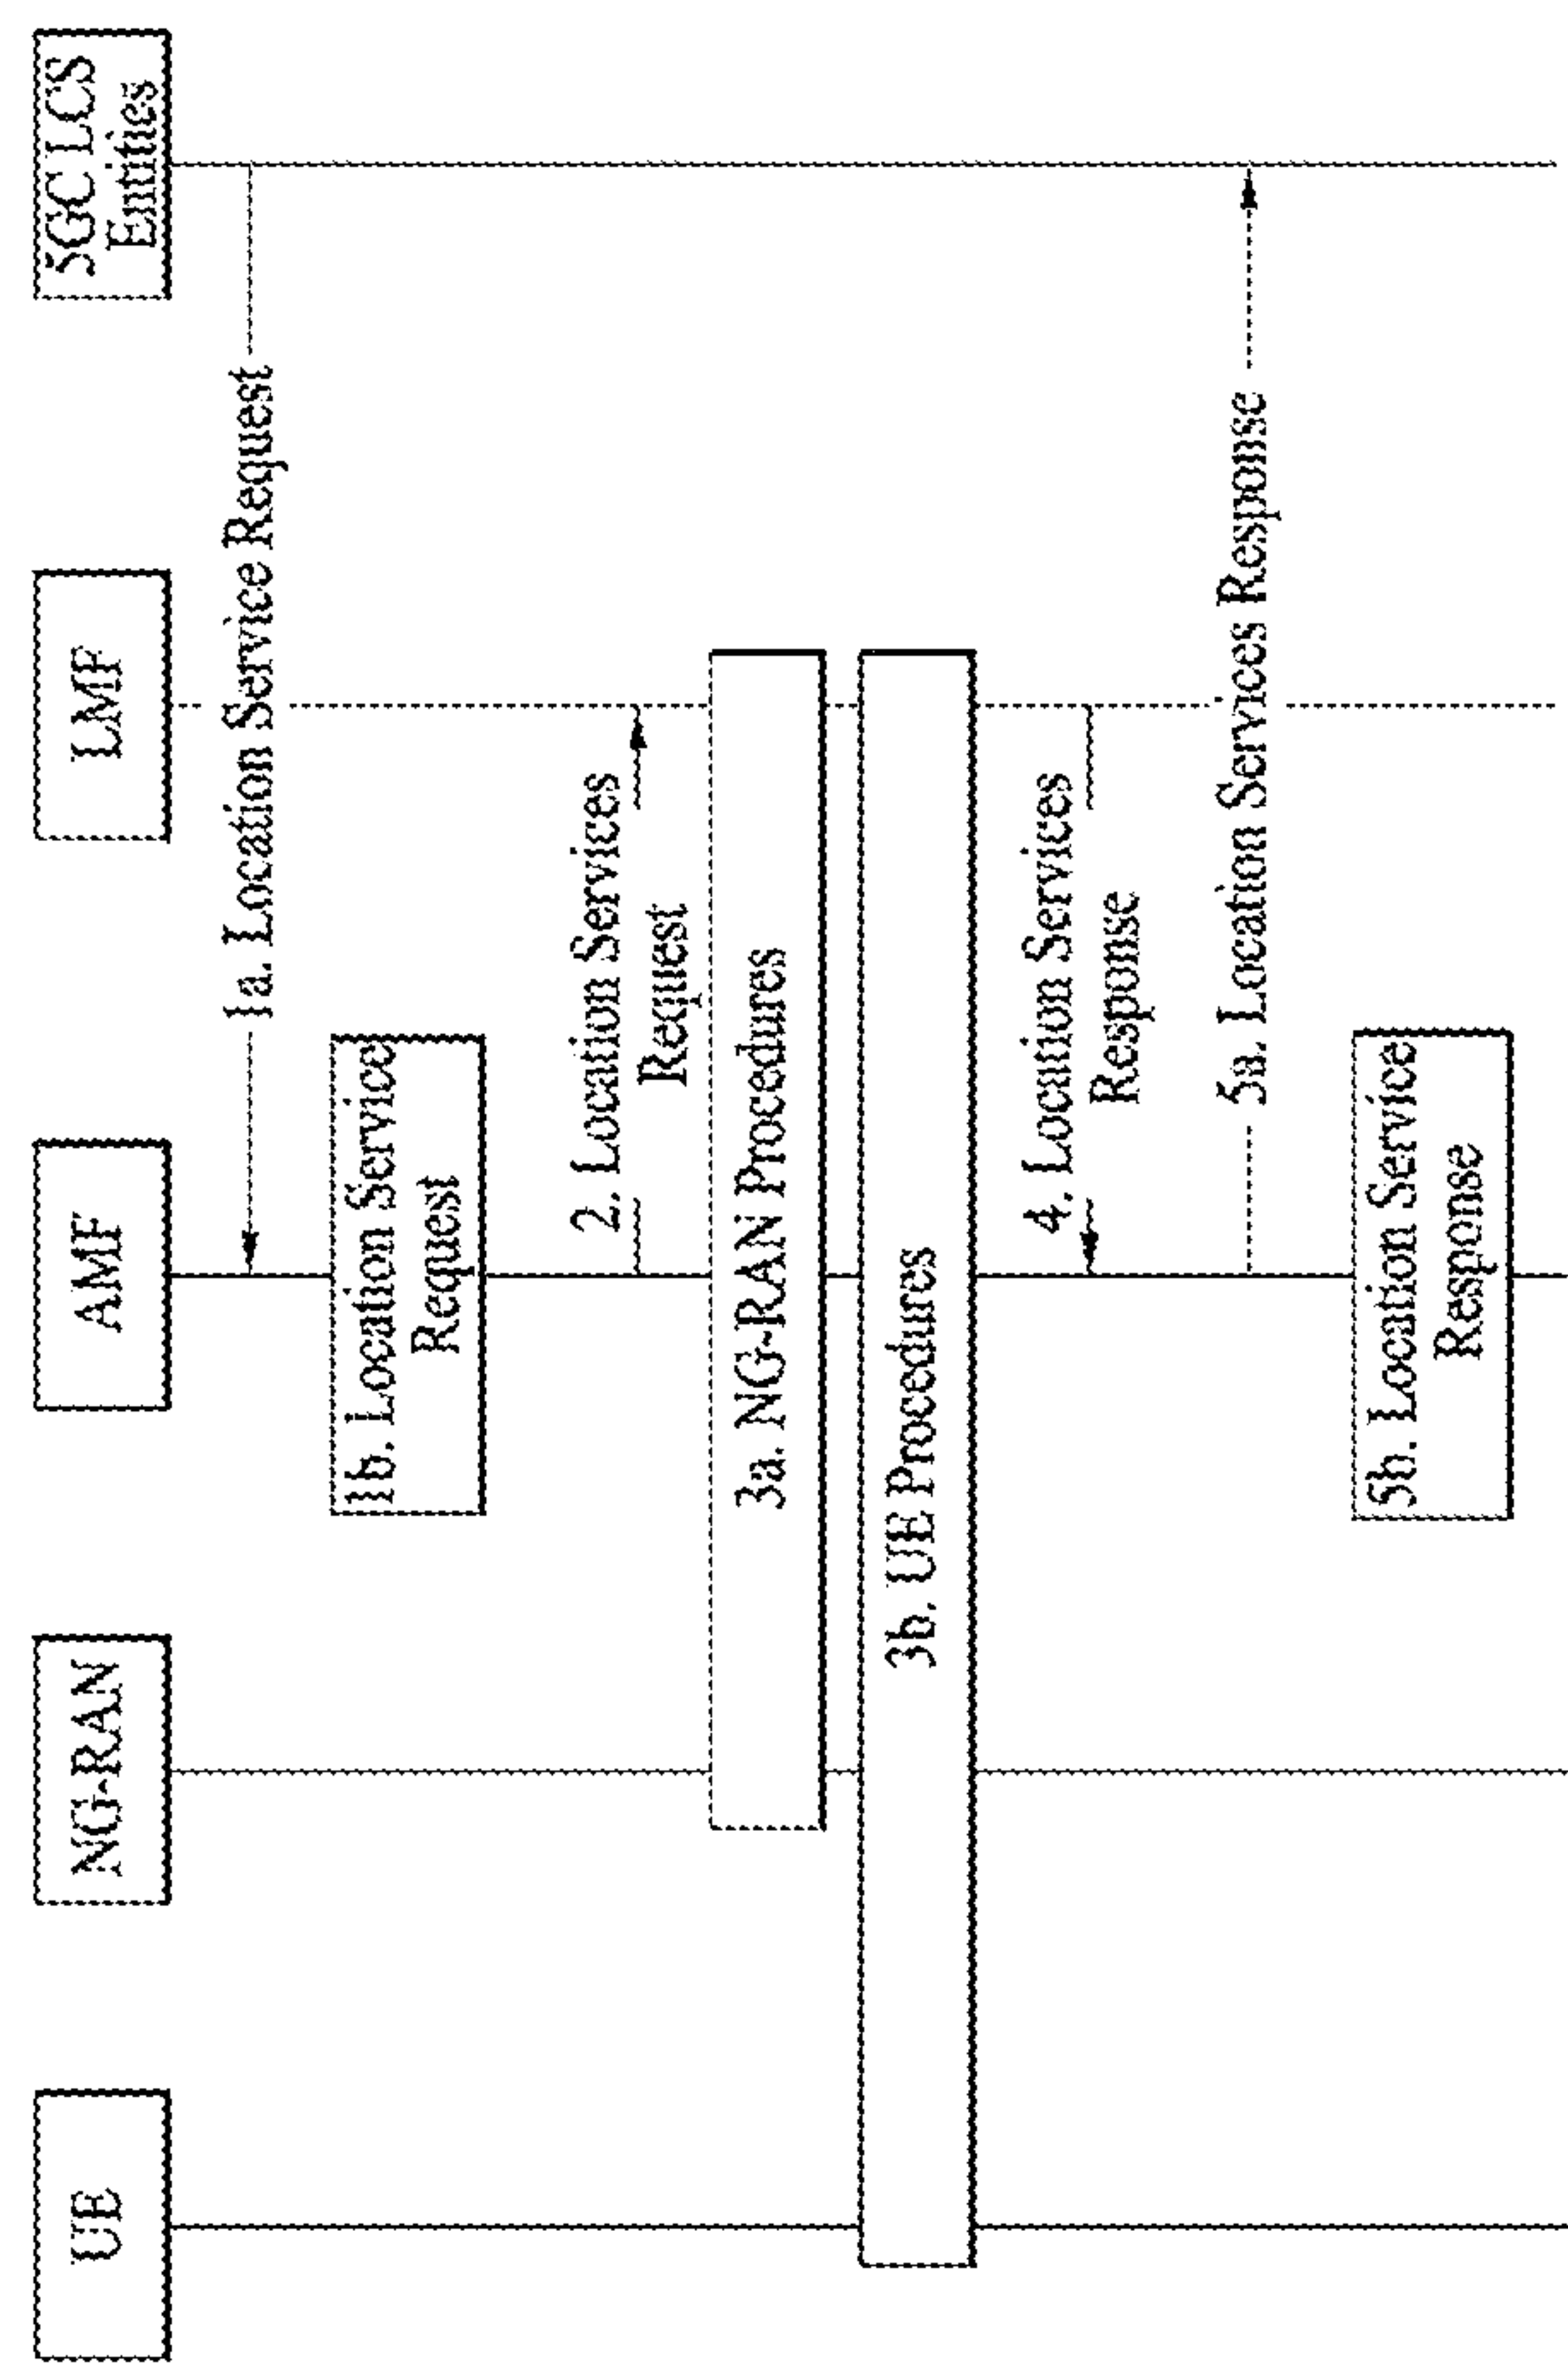 UE
NG-RAN
AMF
LMF
5GC LCS
Entities
1a. Location Service Request
1b. Location Service
Request
2. Location Services
Request
3a. NG-RAN Procedures
3b. UE Procedures
4. Location Services
Response
5a. Location Services Response
5b. Location Service
Response